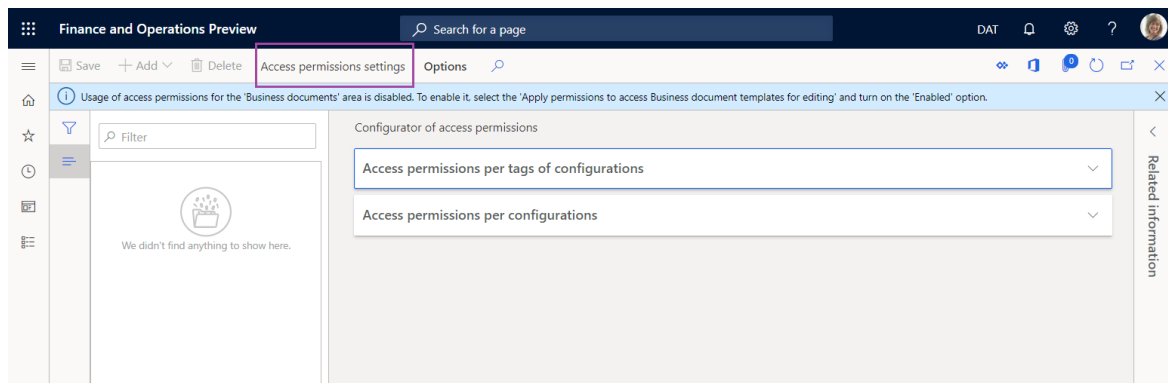 Finance and Operations Preview
Search for a page
DAT
?
Save
Add
Delete
Access permissions settings
Options
0
Usage of access permissions for the 'Business documents' area is disabled. To enable it, select the 'Apply permissions to access Business document templates for editing' and turn on the 'Enabled' option.
Filter
We didn't find anything to show here.
Configurator of access permissions
Access permissions per tags of configurations
Access permissions per configurations
Related information